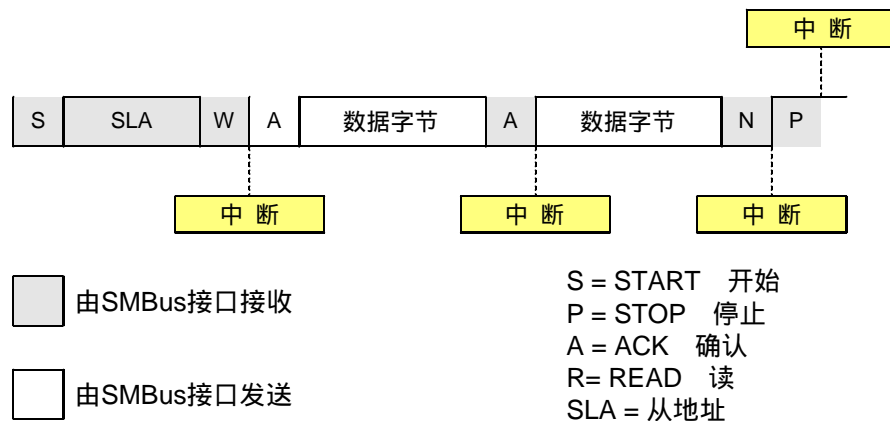 中 断
S SLA W A 数据字节 A 数据字节 N P
中 断 中 断 中 断
由SMBus接口接收
由SMBus接口发送
S = START 开始
P = STOP 停止
A = ACK 确认
R= READ 读
SLA = 从地址